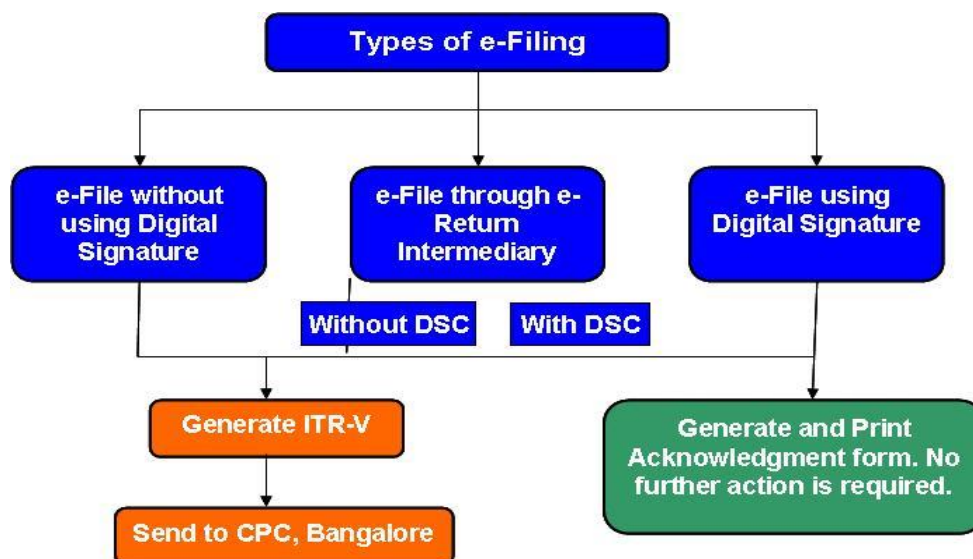 Types of e-Filing
e-File without
using Digital
Signature
e-File through e-
Return
Intermediary
e-File using
Digital Signature
Without DSC
With DSC
Generate ITR-V
Generate and Print
Acknowledgment form. No
further action is required.
Send to CPC, Bangalore